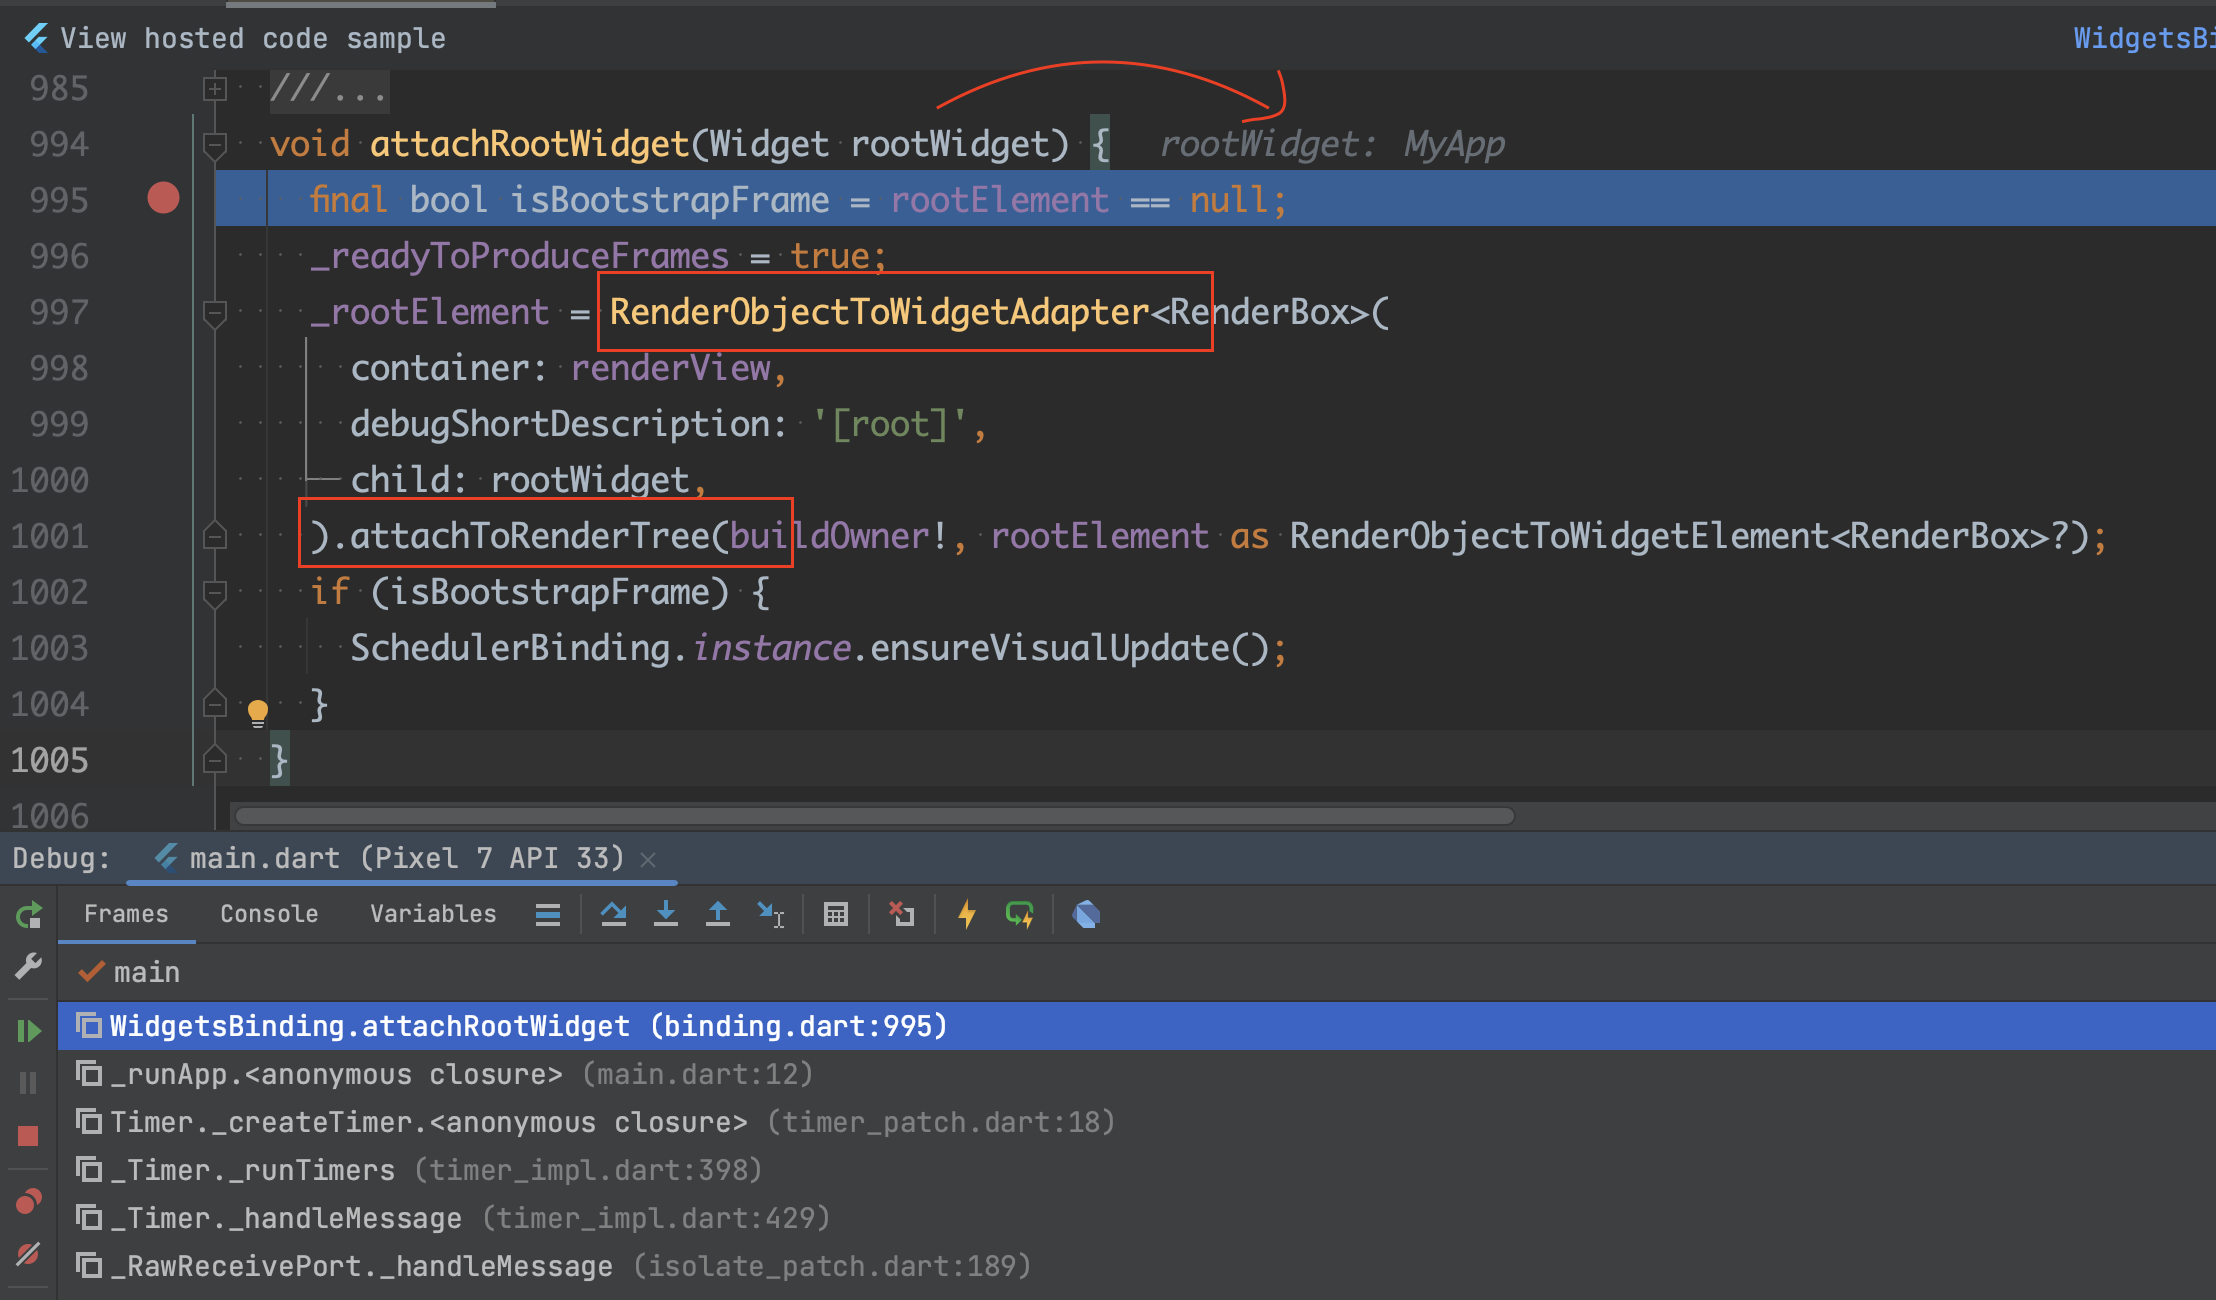 View hosted code sample
WidgetsBi
985 ///...
994 void attachRootWidget(Widget rootWidget) { rootWidget: MyApp
995 final bool isBootstrapFrame = rootElement == null;
996 _readyToProduceFrames = true;
997 _rootElement = RenderObjectToWidgetAdapter<RenderBox>(
998 container: renderView,
999 debugShortDescription: '[root]',
1000 child: rootWidget,
1001 ).attachToRenderTree(buildOwner!, rootElement as RenderObjectToWidgetElement<RenderBox>?);
1002 if (isBootstrapFrame) {
1003 SchedulerBinding.instance.ensureVisualUpdate();
1004 }
1005 }
1006
Debug: main.dart (Pixel 7 API 33)
Frames Console Variables
main
WidgetsBinding.attachRootWidget (binding.dart:995)
_runApp.<anonymous closure> (main.dart:12)
Timer._createTimer.<anonymous closure> (timer_patch.dart:18)
_Timer._runTimers (timer_impl.dart:398)
_Timer._handleMessage (timer_impl.dart:429)
_RawReceivePort._handleMessage (isolate_patch.dart:189)